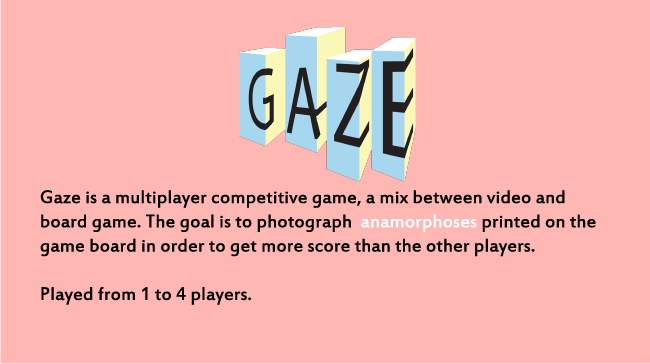 GAZE
Gaze is a multiplayer competitive game, a mix between video and
board game. The goal is to photograph anamorphoses printed on the
game board in order to get more score than the other players.
Played from 1 to 4 players.